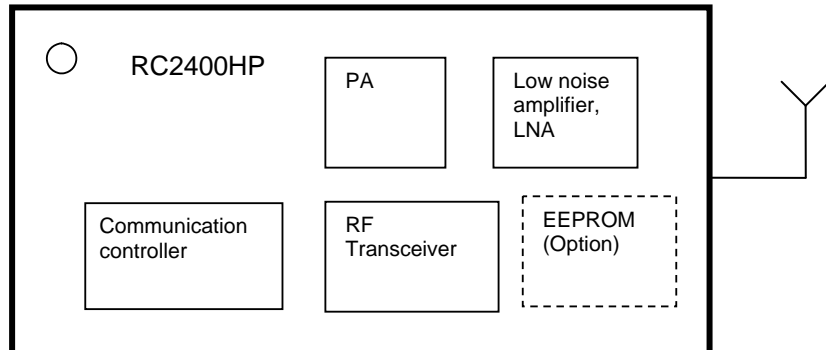 RC2400HP
PA
Low noise
amplifier,
LNA
Communication
controller
RF
Transceiver
EEPROM
(Option)